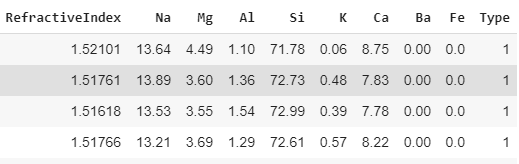 RefractiveIndex Na Mg Al Si K Ca Ba Fe Type
1.52101 13.64 4.49 1.10 71.78 0.06 8.75 0.00 0.0 1
1.51761 13.89 3.60 1.36 72.73 0.48 7.83 0.00 0.0 1
1.51618 13.53 3.55 1.54 72.99 0.39 7.78 0.00 0.0 1
1.51766 13.21 3.69 1.29 72.61 0.57 8.22 0.00 0.0 1